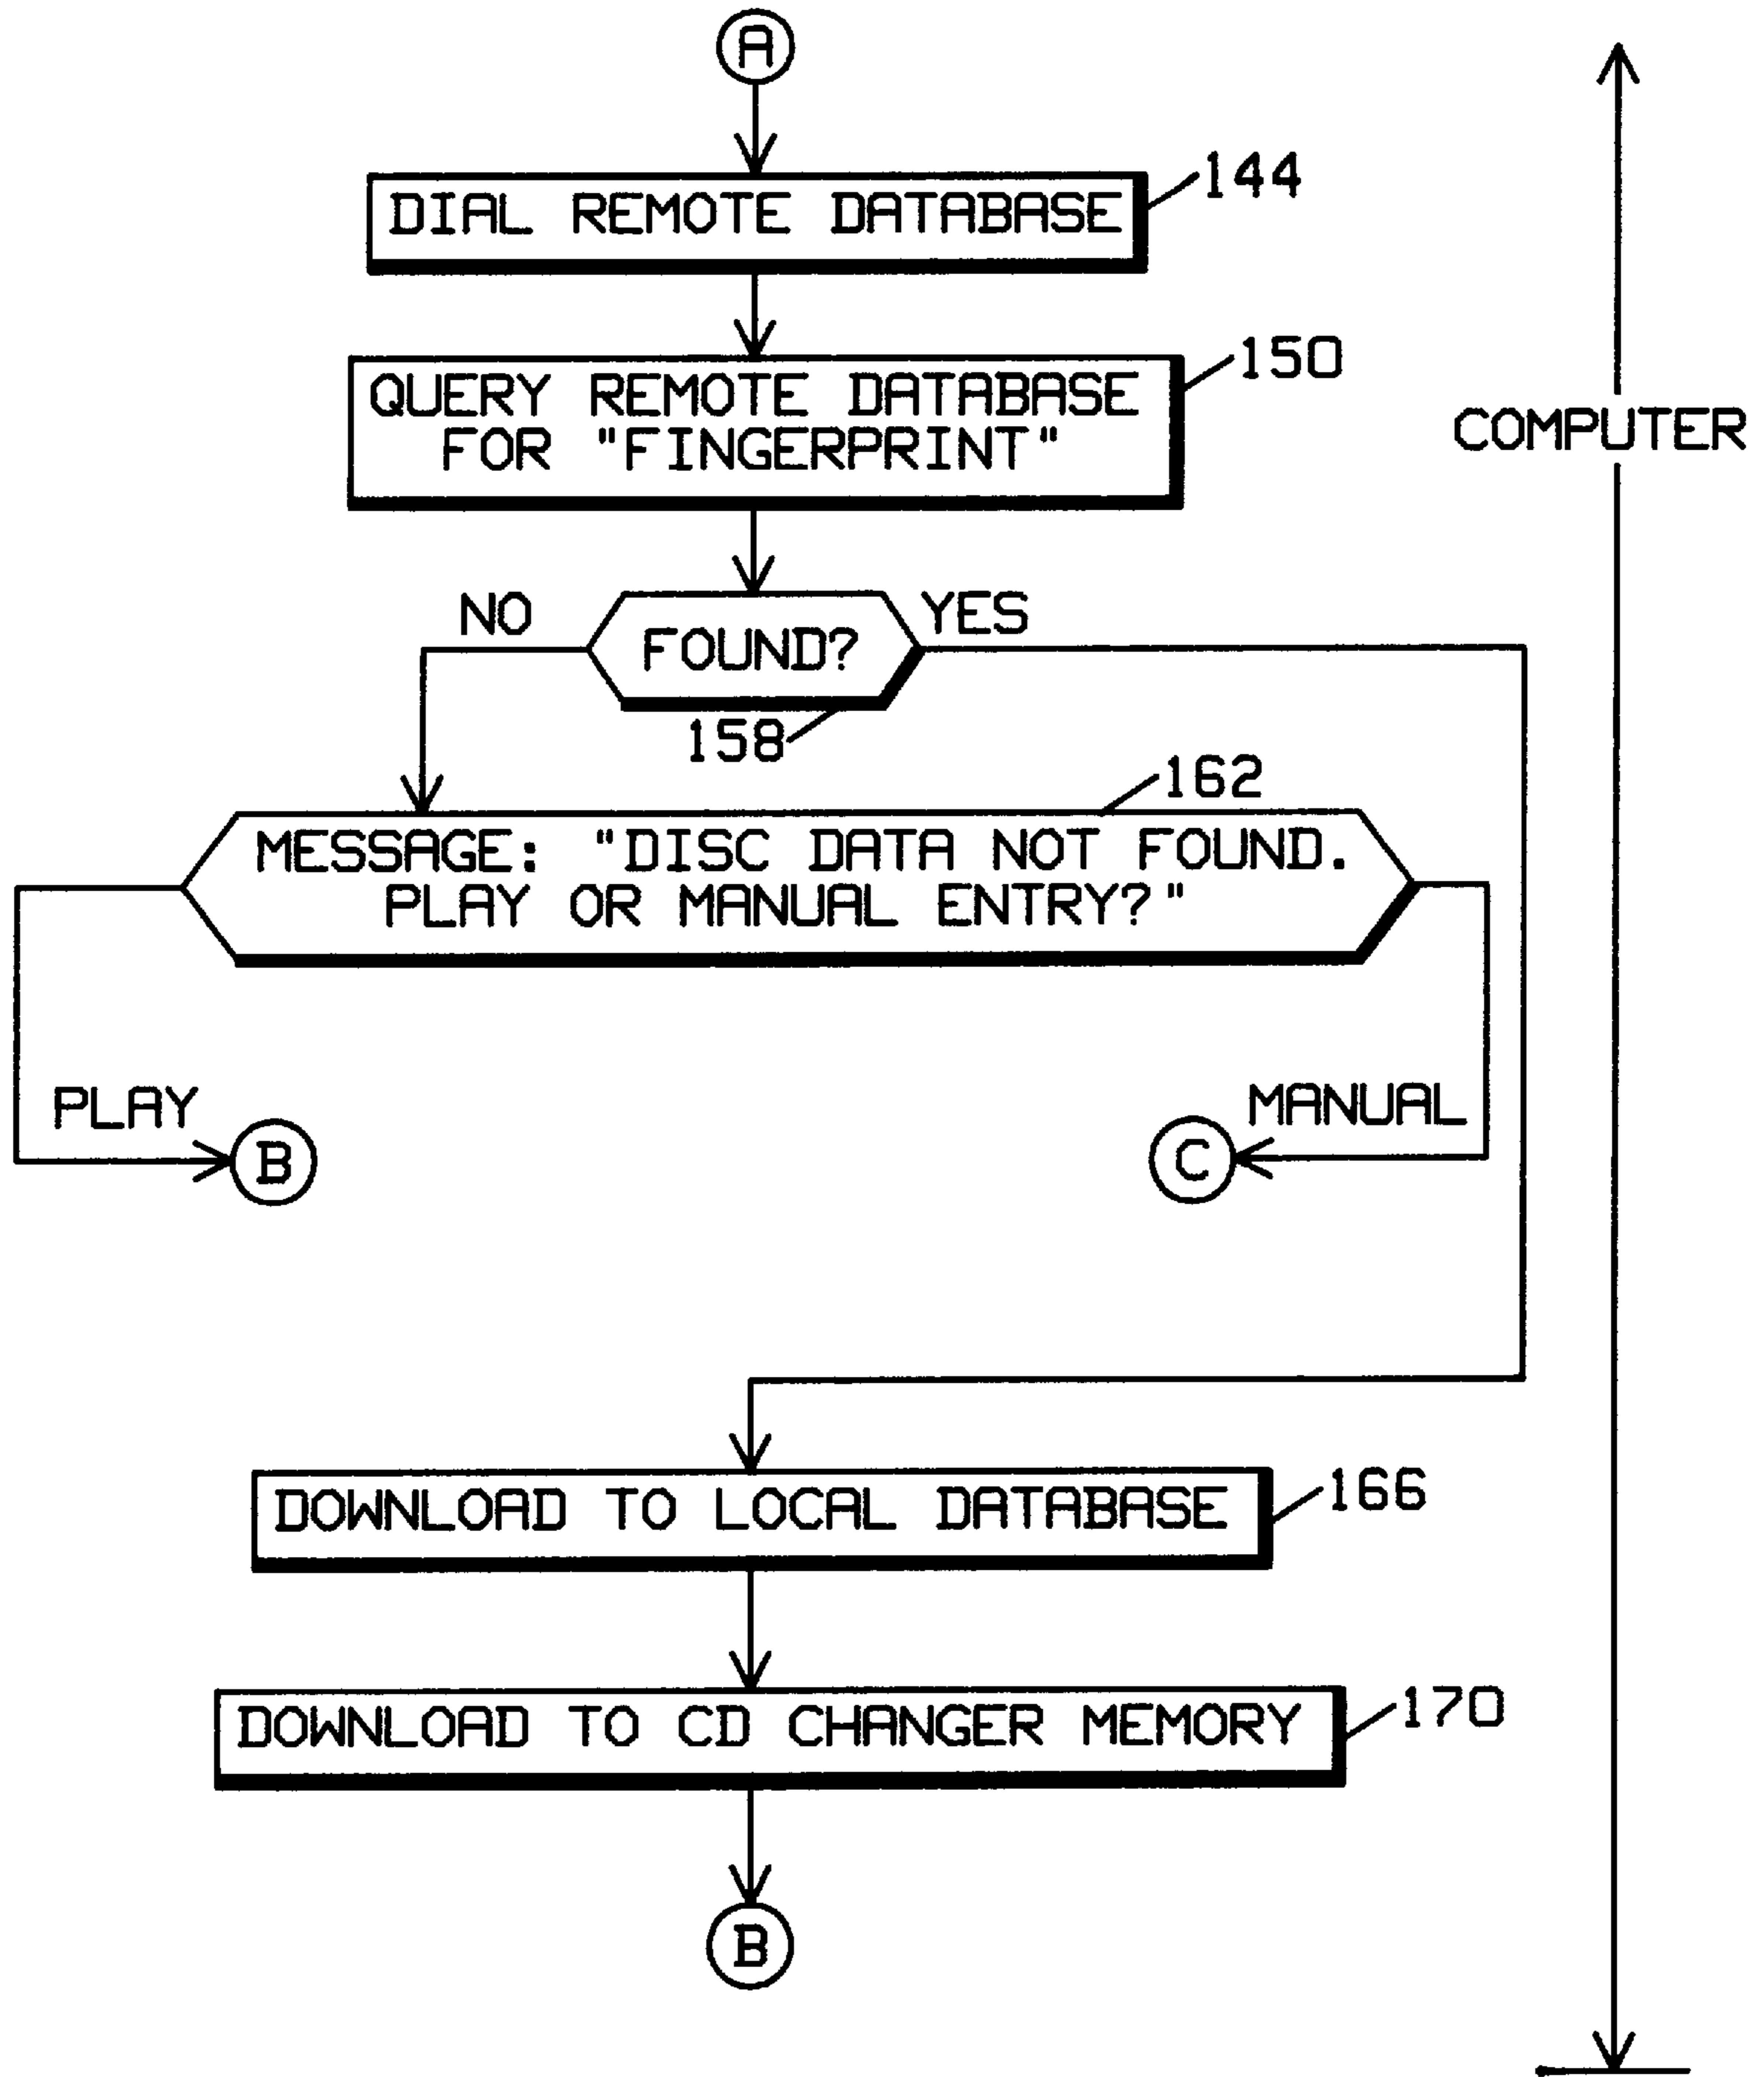 A
DIAL REMOTE DATABASE
144
QUERY REMOTE DATABASE
FOR "FINGERPRINT"
150
COMPUTER
NO
YES
FOUND?
158
162
MESSAGE: "DISC DATA NOT FOUND.
PLAY OR MANUAL ENTRY?"
PLAY
MANUAL
B
C
DOWNLOAD TO LOCAL DATABASE
166
DOWNLOAD TO CD CHANGER MEMORY
170
B